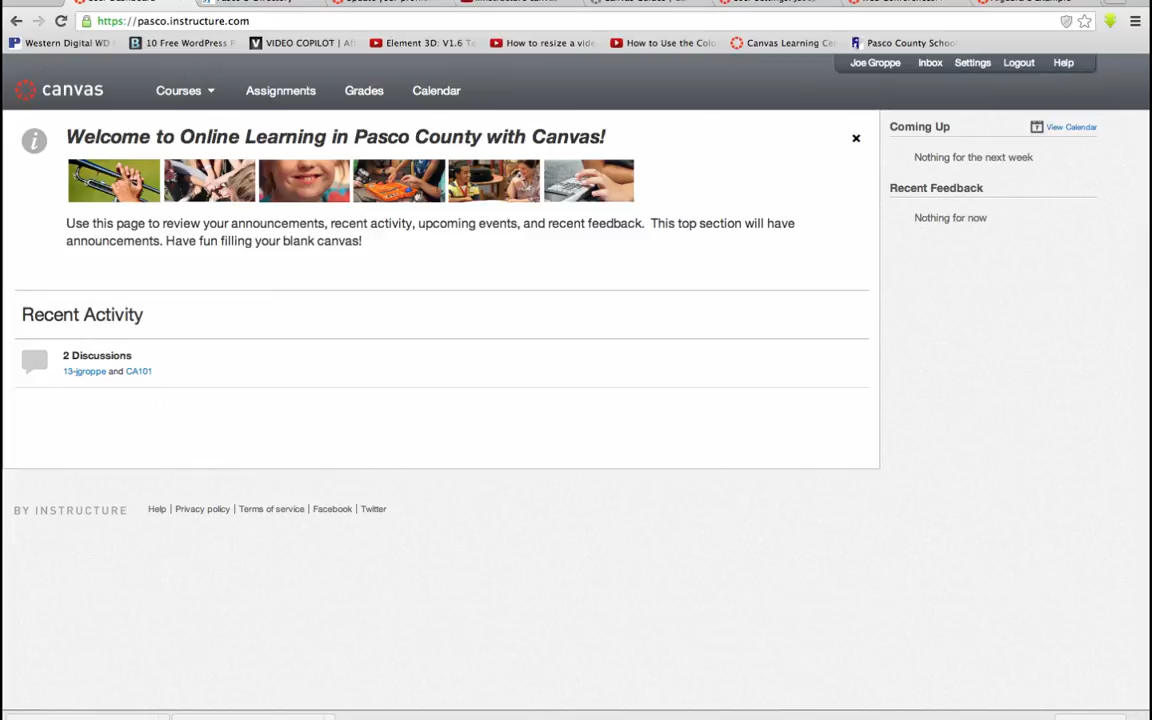 https://pasco.instructure.com
Western Digital WD
10 Free WordPress
VIDEO COPILOT | Af
Element 3D: V1.6 Te
How to resize a vide
How to Use the Colo
Canvas Learning Cen
Pasco County School
Joe Groppe Inbox Settings Logout Help
canvas Courses Assignments Grades Calendar
Welcome to Online Learning in Pasco County with Canvas!
Use this page to review your announcements, recent activity, upcoming events, and recent feedback. This top section will have
announcements. Have fun filling your blank canvas!
Coming Up View Calendar
Nothing for the next week
Recent Feedback
Nothing for now
Recent Activity
2 Discussions
13-jgroppe and CA101
BY INSTRUCTURE Help | Privacy policy | Terms of service | Facebook | Twitter